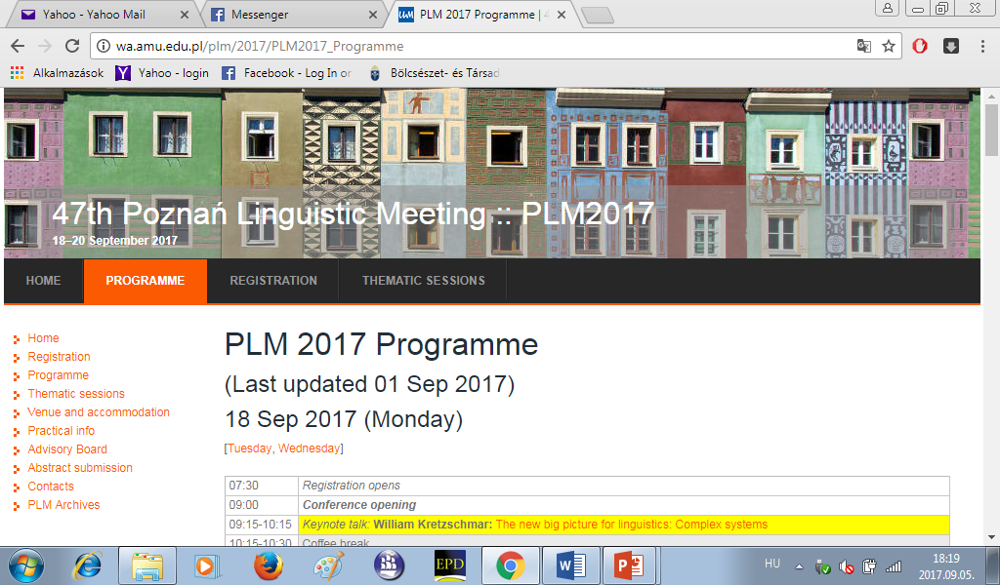 Yahoo - Yahoo Mail
Messenger
PLM 2017 Programme | 4
wa.amu.edu.pl/plm/2017/PLM2017_Programme
Alkalmazások Yahoo - login Facebook - Log In or Bölcsészet- és Társad
47th Poznań Linguistic Meeting :: PLM2017
18–20 September 2017
HOME PROGRAMME REGISTRATION THEMATIC SESSIONS
Home
Registration
Programme
Thematic sessions
Venue and accommodation
Practical info
Advisory Board
Abstract submission
Contacts
PLM Archives
PLM 2017 Programme
(Last updated 01 Sep 2017)
18 Sep 2017 (Monday)
[Tuesday, Wednesday]
07:30 Registration opens
09:00 Conference opening
09:15-10:15 Keynote talk: William Kretzschmar: The new big picture for linguistics: Complex systems
10:15-10:30 Coffee break
EPD
HU
18:19
2017.09.05.